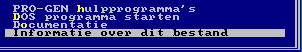 PRO-GEN hulpprogramma's
DOS programma starten
Documentatie
Informatie over dit bestand